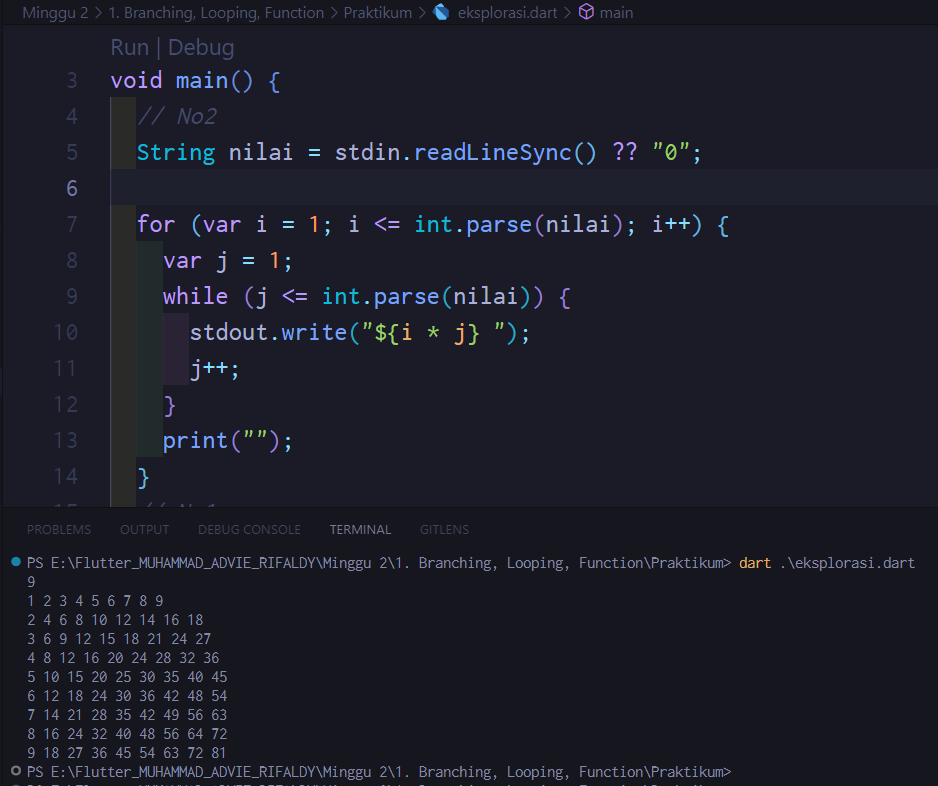 Minggu 2 > 1. Branching, Looping, Function > Praktikum > eksplorasi.dart > main
Run | Debug
3 void main() {
4 // No2
5 String nilai = stdin.readLineSync() ?? "0";
6
7 for (var i = 1; i <= int.parse(nilai); i++) {
8 var j = 1;
9 while (j <= int.parse(nilai)) {
10 stdout.write("${i * j} ");
11 j++;
12 }
13 print("");
14 }
PROBLEMS OUTPUT DEBUG CONSOLE TERMINAL GITLENS
PS E:\Flutter_MUHAMMAD_ADVIE_RIFALDY\Minggu 2\1. Branching, Looping, Function\Praktikum> dart .\eksplorasi.dart
9
1 2 3 4 5 6 7 8 9
2 4 6 8 10 12 14 16 18
3 6 9 12 15 18 21 24 27
4 8 12 16 20 24 28 32 36
5 10 15 20 25 30 35 40 45
6 12 18 24 30 36 42 48 54
7 14 21 28 35 42 49 56 63
8 16 24 32 40 48 56 64 72
9 18 27 36 45 54 63 72 81
PS E:\Flutter_MUHAMMAD_ADVIE_RIFALDY\Minggu 2\1. Branching, Looping, Function\Praktikum>